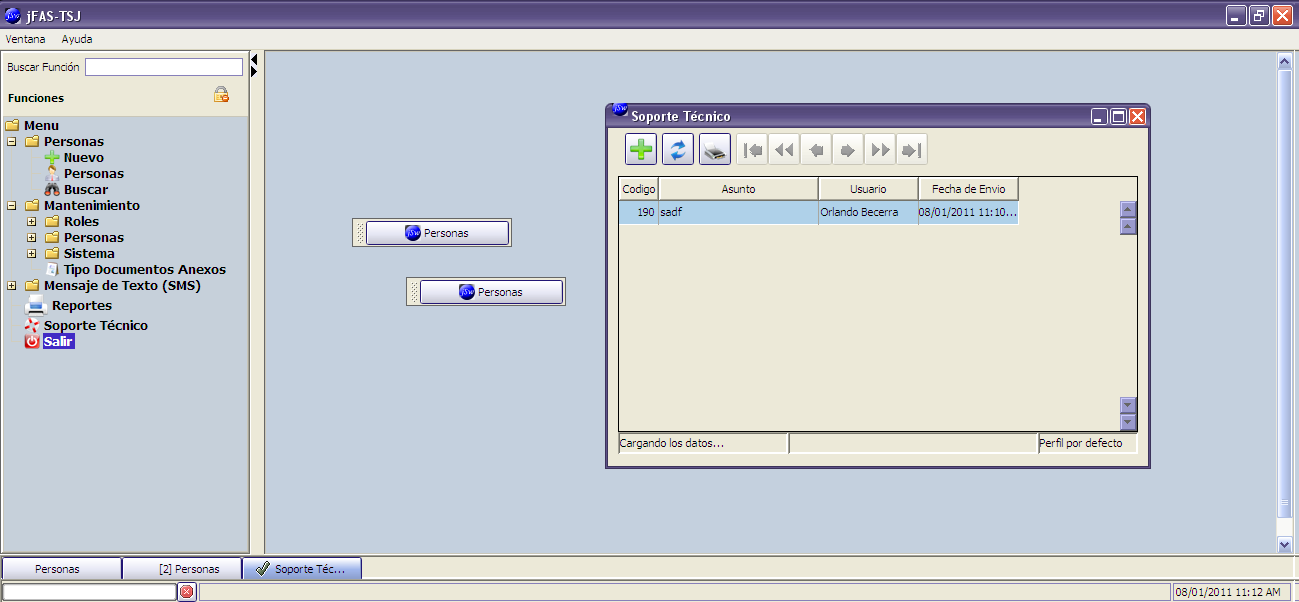 jFAS-TSJ
Ventana Ayuda
Buscar Función
Funciones
Menu
Personas
Nuevo
Personas
Buscar
Mantenimiento
Roles
Personas
Sistema
Tipo Documentos Anexos
Mensaje de Texto (SMS)
Reportes
Soporte Técnico
Salir
Personas
Personas
Soporte Técnico
Codigo Asunto Usuario Fecha de Envio
190 sadf Orlando Becerra 08/01/2011 11:10...
Cargando los datos... Perfil por defecto
Personas [2] Personas Soporte Téc...
08/01/2011 11:12 AM